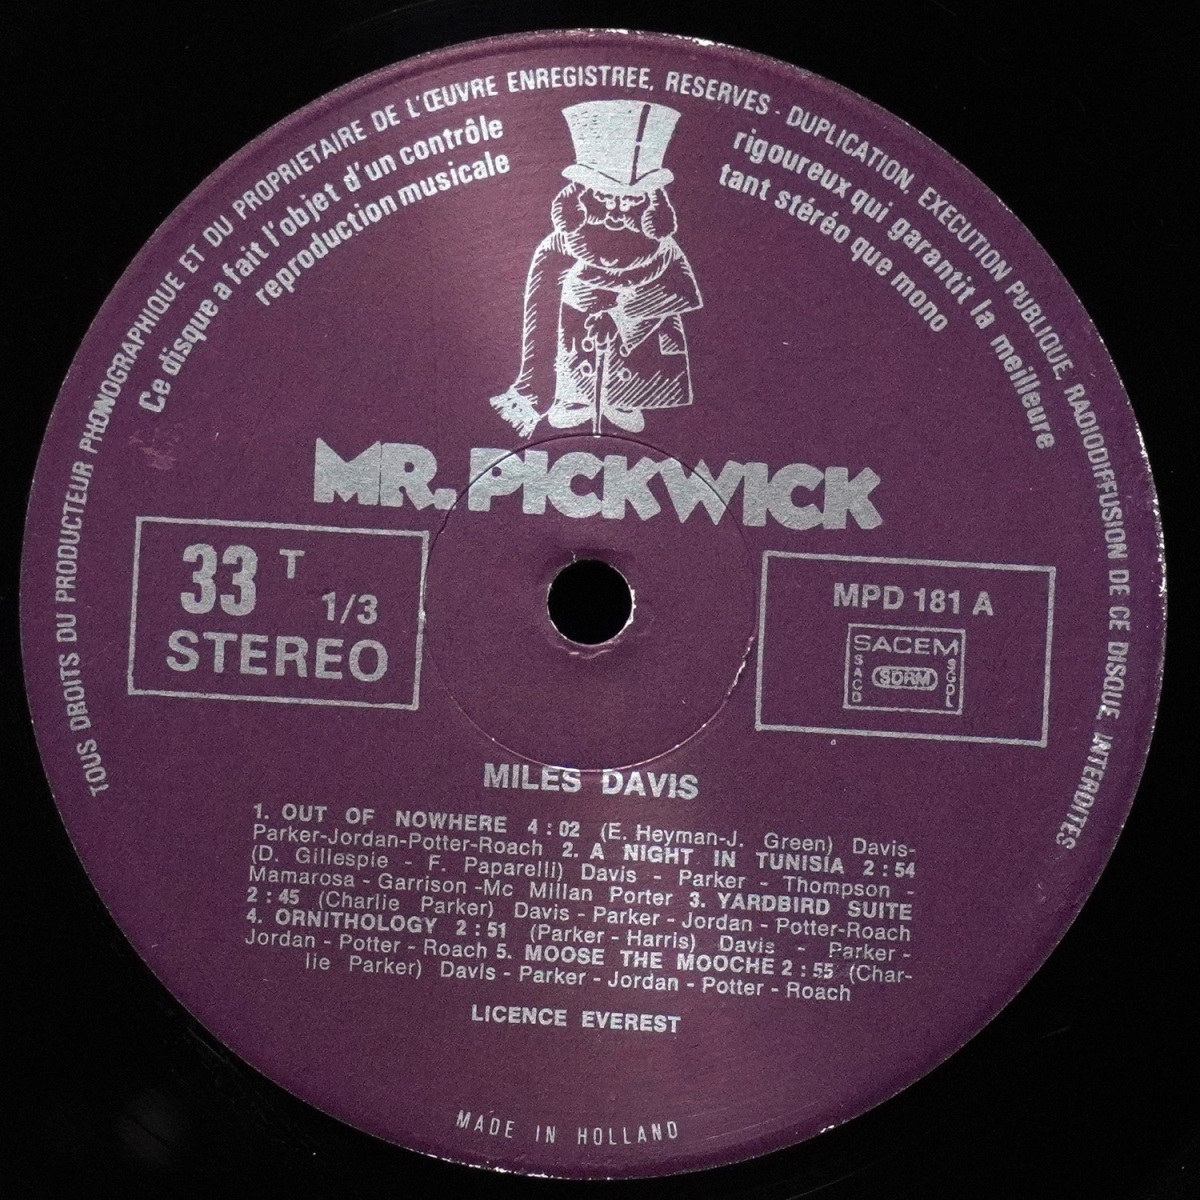 TOUS DROITS DU PRODUCTEUR PHONOGRAPHIQUE ET DU PROPRIETAIRE DE L'ŒUVRE ENREGISTREE, RESERVES - DUPLICATION, EXECUTION PUBLIQUE, RADIODIFFUSION DE CE DISQUE, INTERDITES
Ce disque a fait l'objet d'un contrôle
rigoureux qui garantit la meilleure
reproduction musicale
tant stéréo que mono
MR. PICKWICK
33 T
1/3
STEREO
MPD 181 A
SACEM
SACD
SDRM
SGDL
MILES DAVIS
1. OUT OF NOWHERE 4:02 (E. Heyman-J. Green) Davis-
Parker-Jordan-Potter-Roach 2. A NIGHT IN TUNISIA 2:54
(D. Gillespie - F. Paparelli) Davis - Parker - Thompson -
Mamarosa - Garrison -Mc Millan Porter 3. YARDBIRD SUITE
2:45 (Charlie Parker) Davis - Parker - Jordan - Potter-Roach
4. ORNITHOLOGY 2:51 (Parker - Harris) Davis - Parker -
Jordan - Potter - Roach 5. MOOSE THE MOOCHE 2:55 (Char-
lie Parker) Davis - Parker - Jordan - Potter - Roach
LICENCE EVEREST
MADE IN HOLLAND